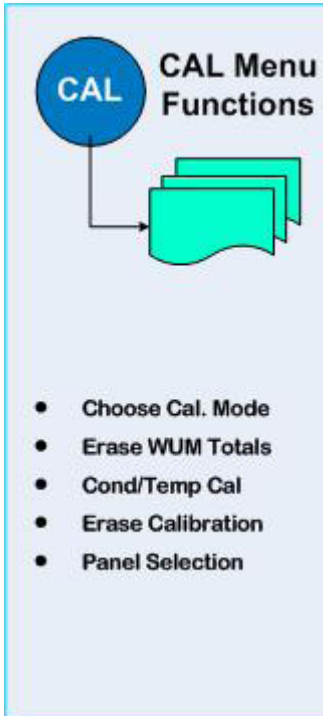 CAL
CAL Menu
Functions
Choose Cal. Mode
Erase WUM Totals
Cond/Temp Cal
Erase Calibration
Panel Selection